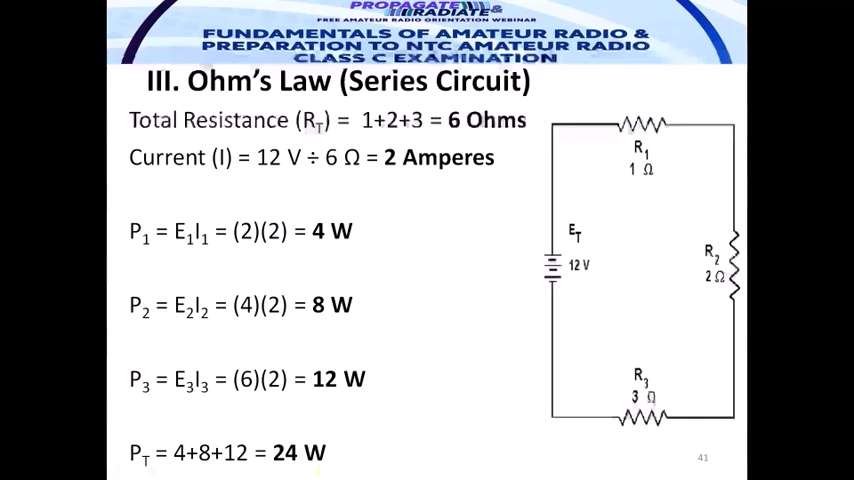 PROPAGATE &
RADIATE
FREE AMATEUR RADIO ORIENTATION WEBINAR
FUNDAMENTALS OF AMATEUR RADIO &
PREPARATION TO NTC AMATEUR RADIO
CLASS C EXAMINATION
III. Ohm's Law (Series Circuit)
Total Resistance (R_T) = 1+2+3 = 6 Ohms
Current (I) = 12 V ÷ 6 Ω = 2 Amperes
P₁ = E₁I₁ = (2)(2) = 4 W
P₂ = E₂I₂ = (4)(2) = 8 W
P₃ = E₃I₃ = (6)(2) = 12 W
P_T = 4+8+12 = 24 W
R₁
1 Ω
E_T
12 V
R₂
2 Ω
R₃
3 Ω
41